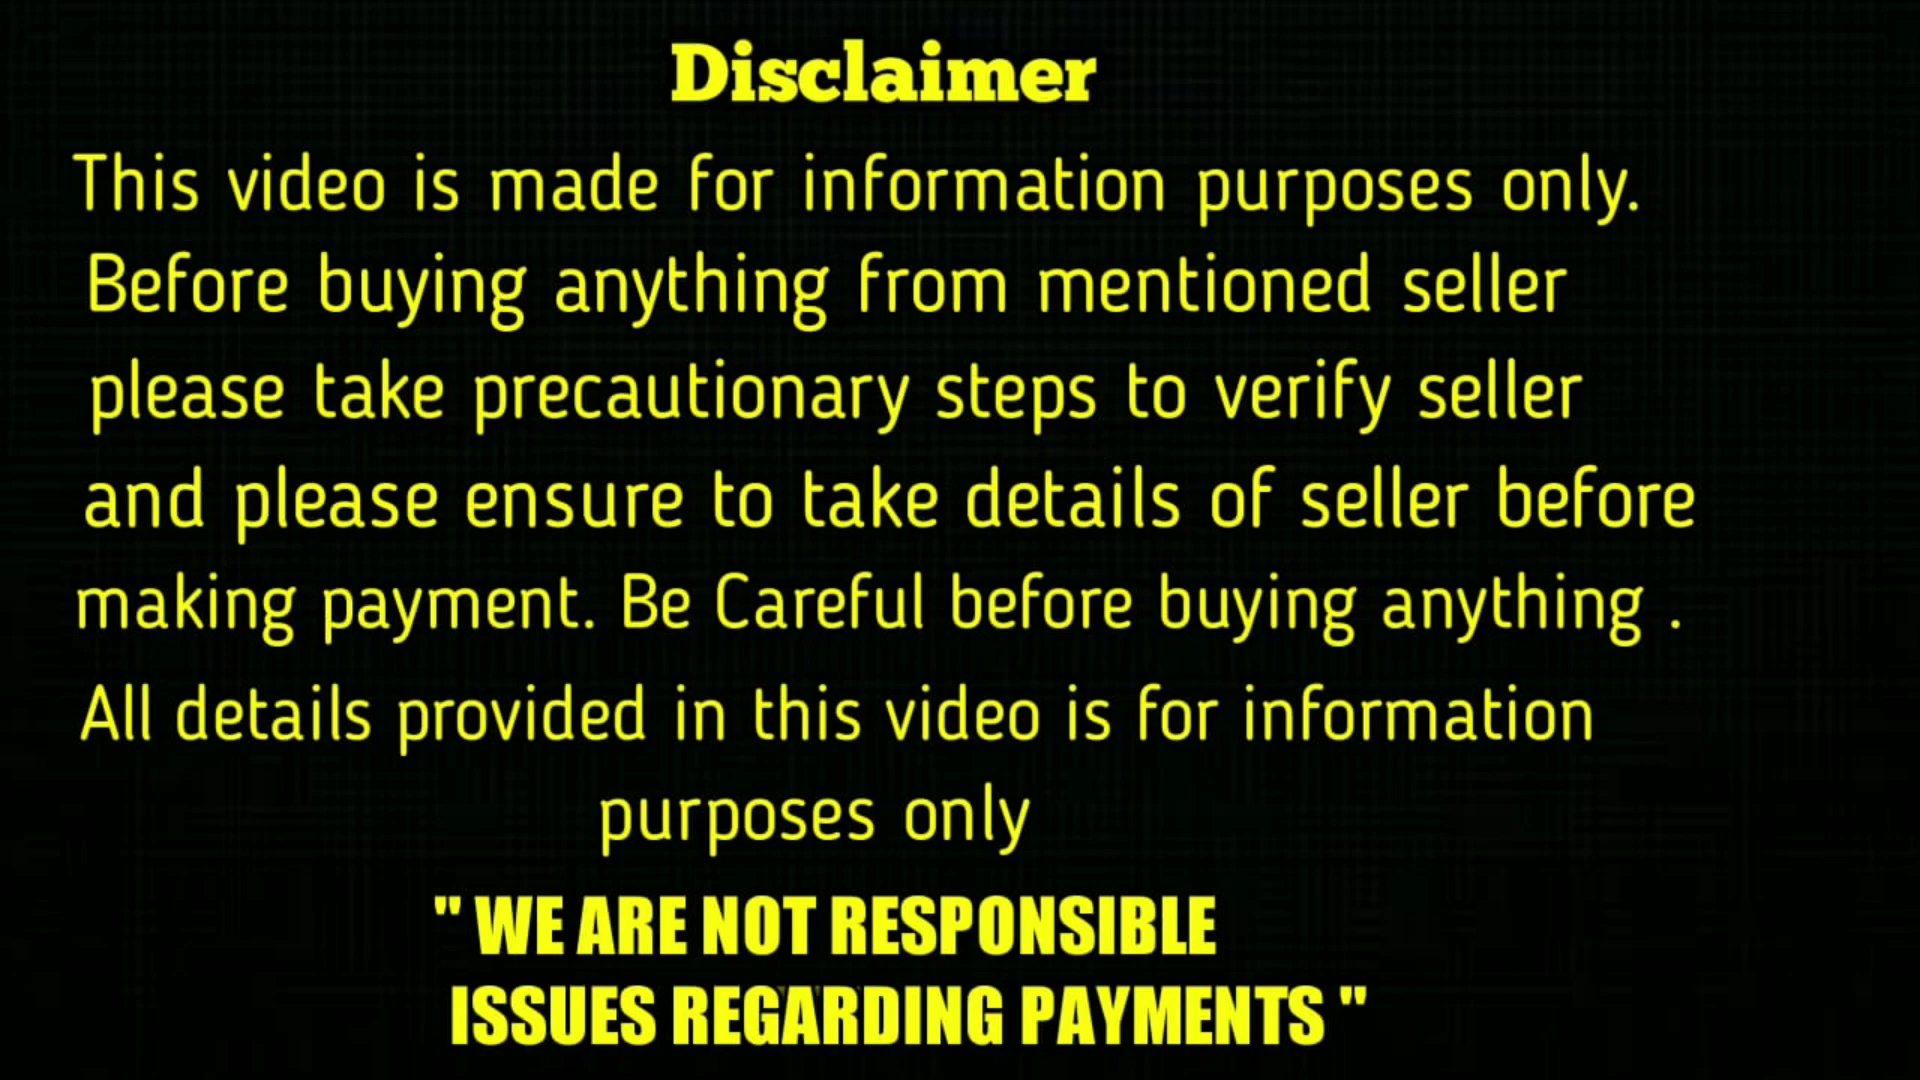 Disclaimer
This video is made for information purposes only.
Before buying anything from mentioned seller
please take precautionary steps to verify seller
and please ensure to take details of seller before
making payment. Be Careful before buying anything .
All details provided in this video is for information
purposes only
" WE ARE NOT RESPONSIBLE
ISSUES REGARDING PAYMENTS "